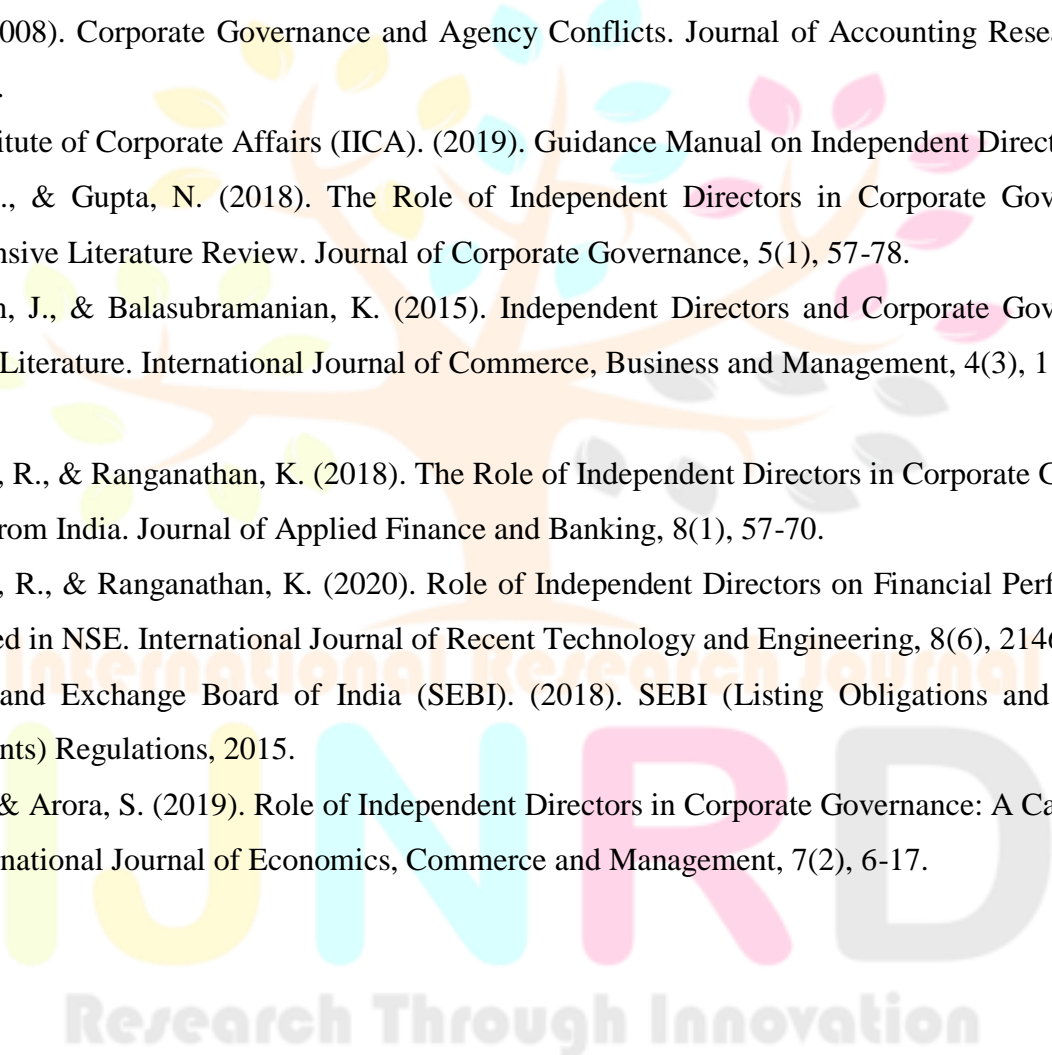 008). Corporate Governance and Agency Conflicts. Journal of Accounting Rese
.
itute of Corporate Affairs (IICA). (2019). Guidance Manual on Independent Direct
., & Gupta, N. (2018). The Role of Independent Directors in Corporate Gov
nsive Literature Review. Journal of Corporate Governance, 5(1), 57-78.
n, J., & Balasubramanian, K. (2015). Independent Directors and Corporate Gov
Literature. International Journal of Commerce, Business and Management, 4(3), 1
, R., & Ranganathan, K. (2018). The Role of Independent Directors in Corporate G
rom India. Journal of Applied Finance and Banking, 8(1), 57-70.
, R., & Ranganathan, K. (2020). Role of Independent Directors on Financial Perf
ed in NSE. International Journal of Recent Technology and Engineering, 8(6), 2146
International Research Journal
and Exchange Board of India (SEBI). (2018). SEBI (Listing Obligations and
nts) Regulations, 2015.
& Arora, S. (2019). Role of Independent Directors in Corporate Governance: A Ca
national Journal of Economics, Commerce and Management, 7(2), 6-17.
IJNRD
Research Through Innovation